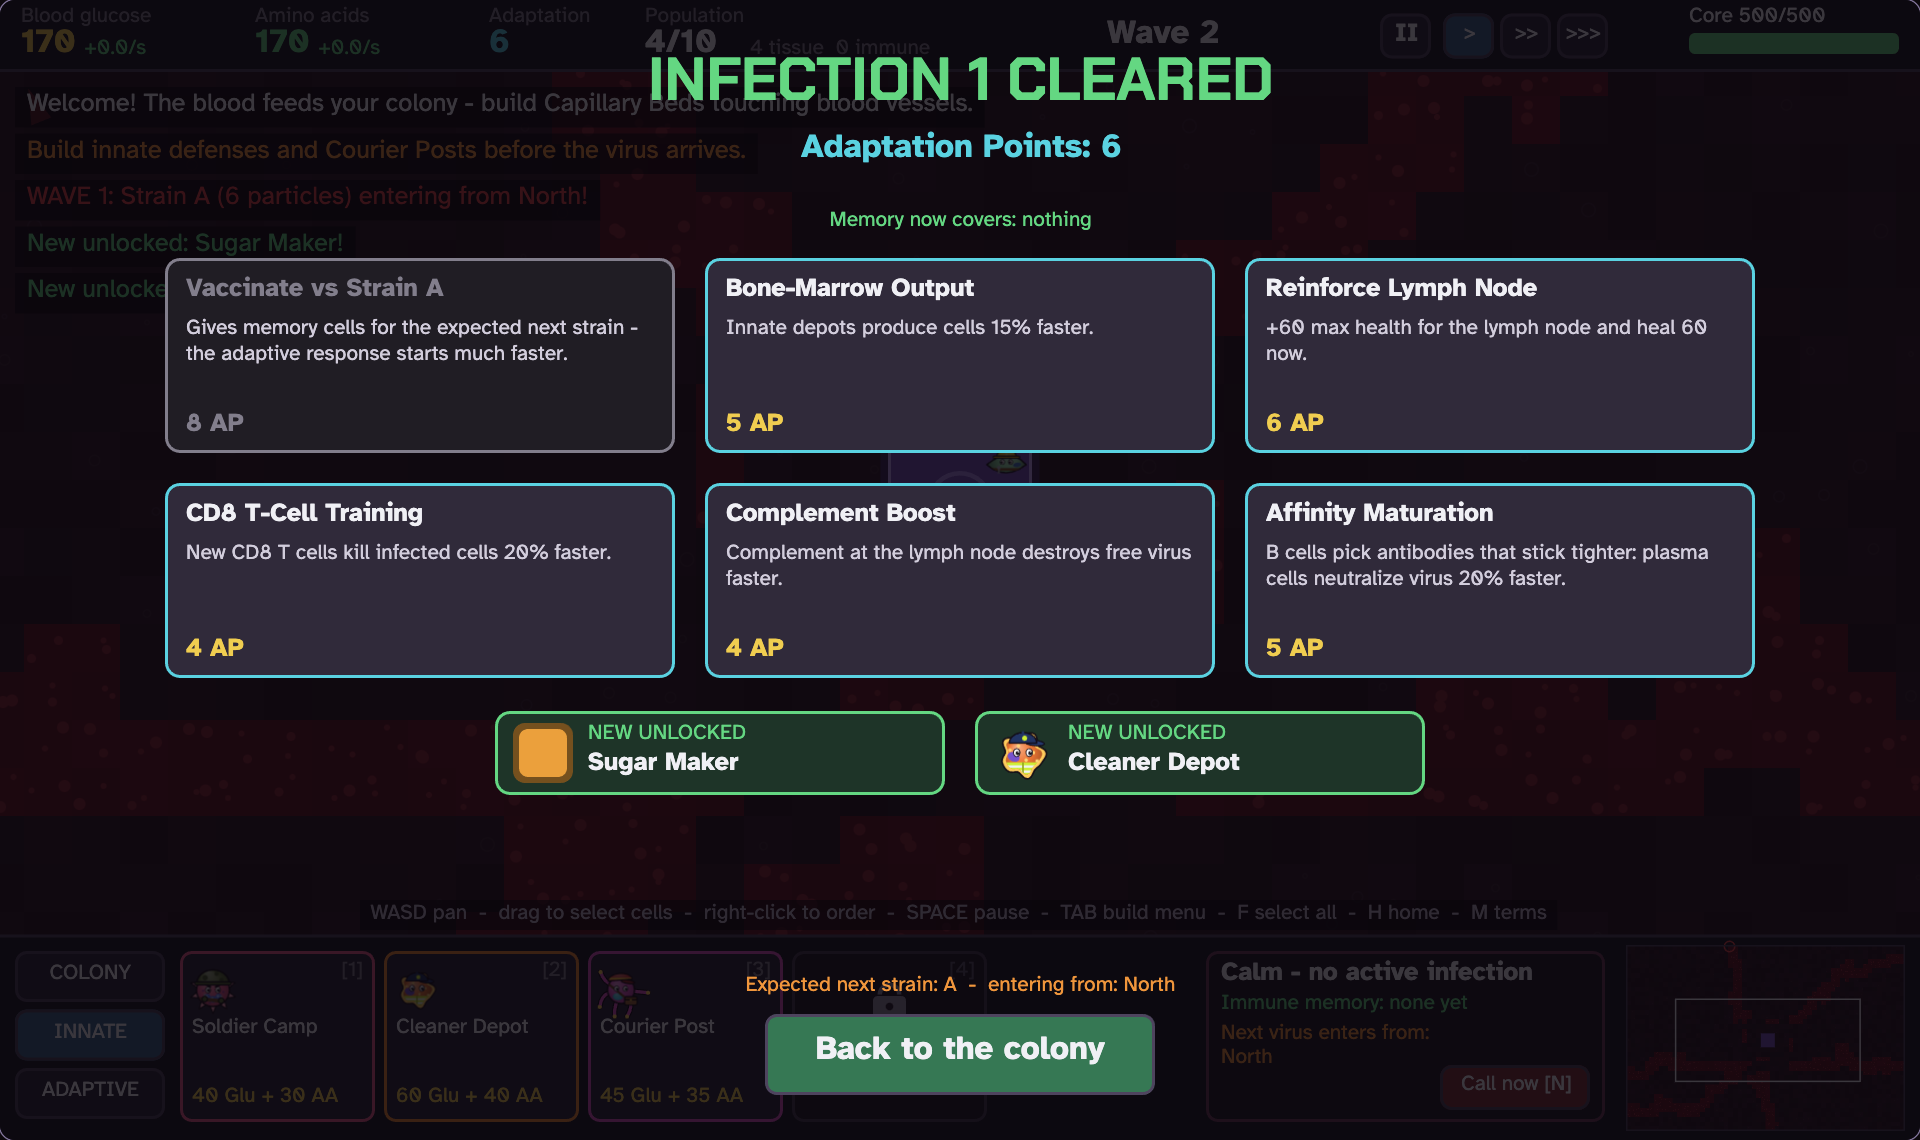 Blood glucose
170 +0.0/s
Amino acids
170 +0.0/s
Adaptation
6
Population
4/10 4 tissue 0 immune
Wave 2
II > >> >>>
Core 500/500
INFECTION 1 CLEARED
Welcome! The blood feeds your colony - build Capillary Beds touching blood vessels.
Adaptation Points: 6
Build innate defenses and Courier Posts before the virus arrives.
WAVE 1: Strain A (6 particles) entering from North!
Memory now covers: nothing
New unlocked: Sugar Maker!
New unlocke
Vaccinate vs Strain A
Gives memory cells for the expected next strain -
the adaptive response starts much faster.
8 AP
Bone-Marrow Output
Innate depots produce cells 15% faster.
5 AP
Reinforce Lymph Node
+60 max health for the lymph node and heal 60
now.
6 AP
CD8 T-Cell Training
New CD8 T cells kill infected cells 20% faster.
4 AP
Complement Boost
Complement at the lymph node destroys free virus
faster.
4 AP
Affinity Maturation
B cells pick antibodies that stick tighter: plasma
cells neutralize virus 20% faster.
5 AP
NEW UNLOCKED
Sugar Maker
NEW UNLOCKED
Cleaner Depot
WASD pan - drag to select cells - right-click to order - SPACE pause - TAB build menu - F select all - H home - M terms
COLONY
INNATE
ADAPTIVE
[1]
Soldier Camp
40 Glu + 30 AA
[2]
Cleaner Depot
60 Glu + 40 AA
[3]
Courier Post
45 Glu + 35 AA
[4]
Expected next strain: A - entering from: North
Back to the colony
Calm - no active infection
Immune memory: none yet
Next virus enters from:
North
Call now [N]